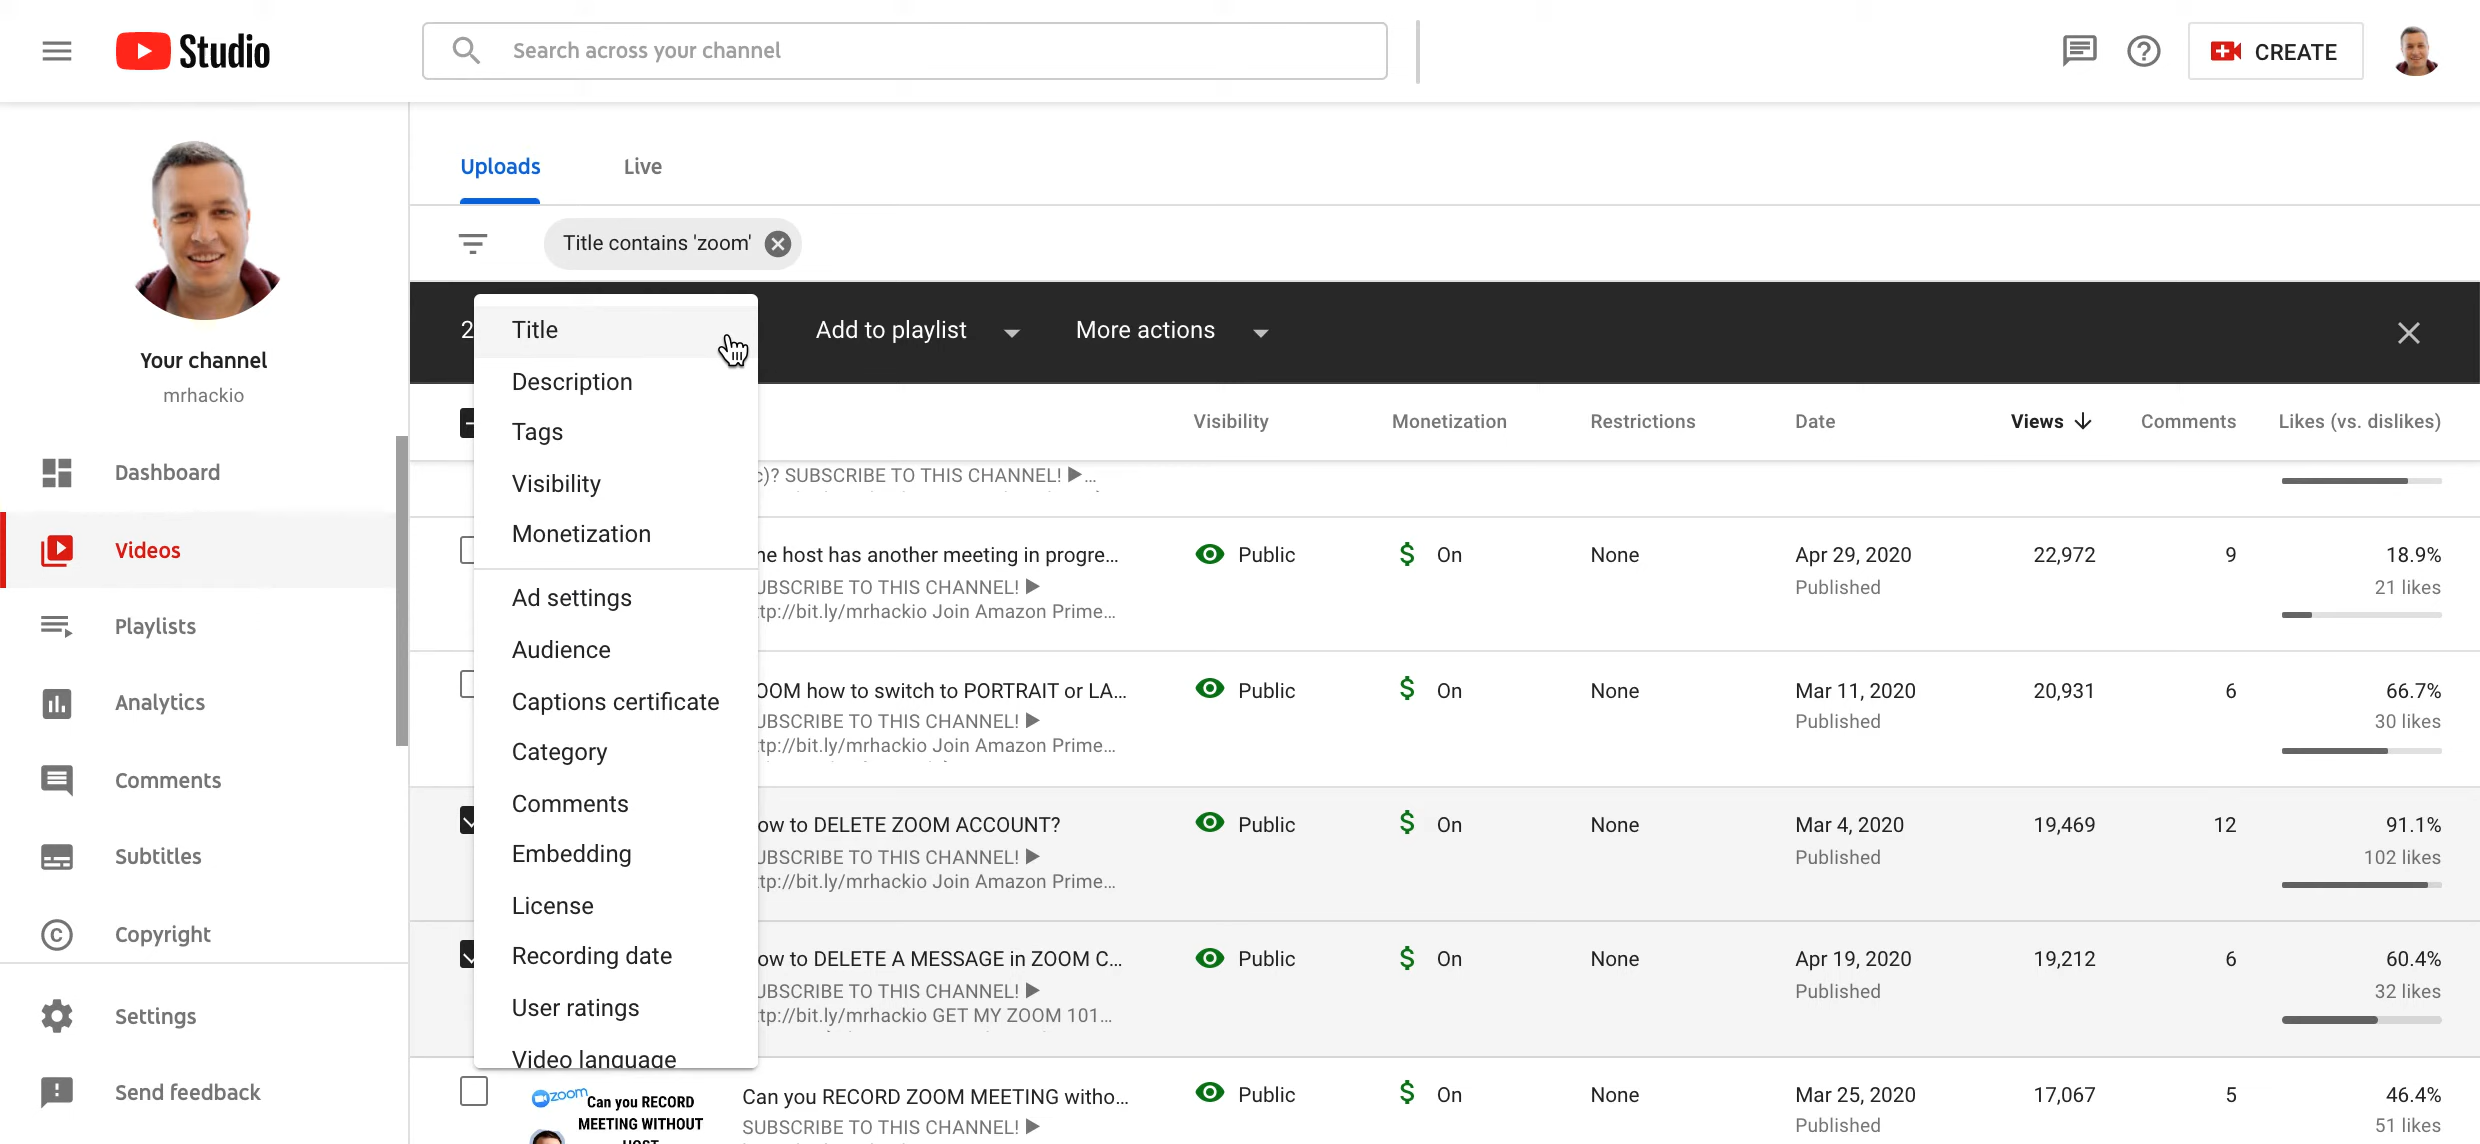 Studio
Search across your channel
CREATE
Your channel
mrhackio
Dashboard
Videos
Playlists
Analytics
Comments
Subtitles
Copyright
Settings
Send feedback
Uploads
Live
Title contains 'zoom'
2
Add to playlist
More actions
Title
Description
Tags
Visibility
Monetization
Ad settings
Audience
Captions certificate
Category
Comments
Embedding
License
Recording date
User ratings
Video language
Visibility Monetization Restrictions Date Views Comments Likes (vs. dislikes)
c)? SUBSCRIBE TO THIS CHANNEL! ▶...
he host has another meeting in progre... Public $ On None Apr 29, 2020 22,972 9 18.9%
UBSCRIBE TO THIS CHANNEL! ▶ Published 21 likes
tp://bit.ly/mrhackio Join Amazon Prime...
OOM how to switch to PORTRAIT or LA... Public $ On None Mar 11, 2020 20,931 6 66.7%
UBSCRIBE TO THIS CHANNEL! ▶ Published 30 likes
tp://bit.ly/mrhackio Join Amazon Prime...
ow to DELETE ZOOM ACCOUNT? Public $ On None Mar 4, 2020 19,469 12 91.1%
UBSCRIBE TO THIS CHANNEL! ▶ Published 102 likes
tp://bit.ly/mrhackio Join Amazon Prime...
ow to DELETE A MESSAGE in ZOOM C... Public $ On None Apr 19, 2020 19,212 6 60.4%
UBSCRIBE TO THIS CHANNEL! ▶ Published 32 likes
tp://bit.ly/mrhackio GET MY ZOOM 101...
zoom Can you RECORD
MEETING WITHOUT
HOST
Can you RECORD ZOOM MEETING witho... Public $ On None Mar 25, 2020 17,067 5 46.4%
SUBSCRIBE TO THIS CHANNEL! ▶ Published 51 likes